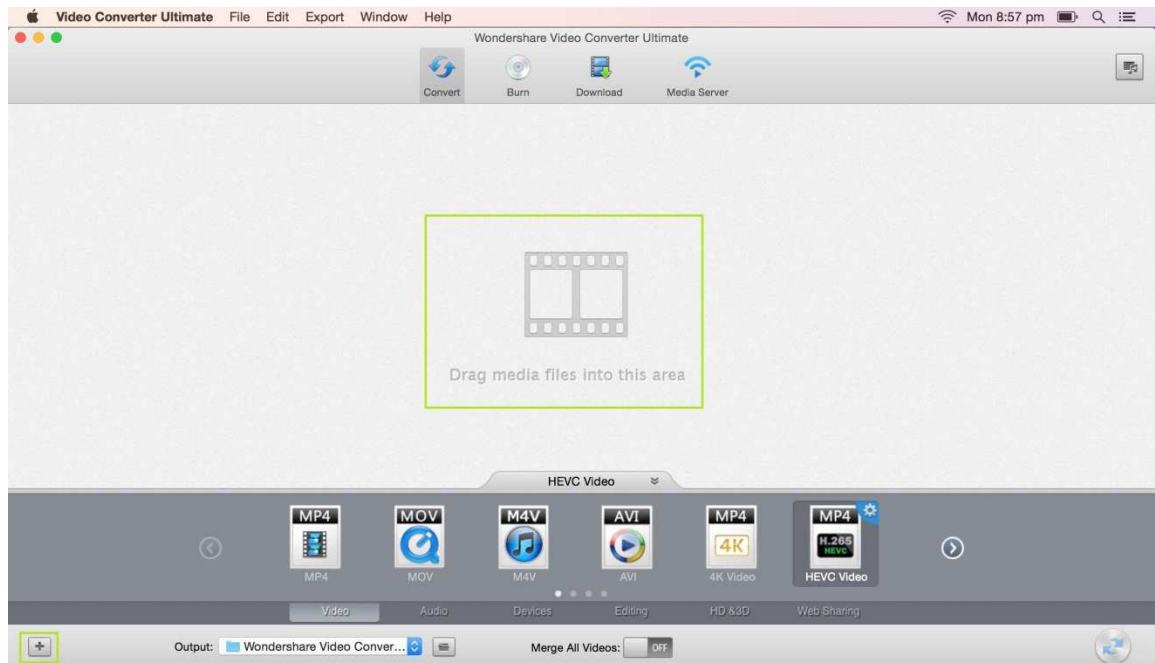 Video Converter Ultimate File Edit Export Window Help Mon 8:57 pm
Wondershare Video Converter Ultimate
Convert Burn Download Media Server
Drag media files into this area
HEVC Video
MP4 MOV M4V AVI MP4 MP4
4K H.265
HEVC
MP4 MOV M4V AVI 4K Video HEVC Video
Video Audio Devices Editing HD &3D Web Sharing
Output: Wondershare Video Conver... Merge All Videos: OFF